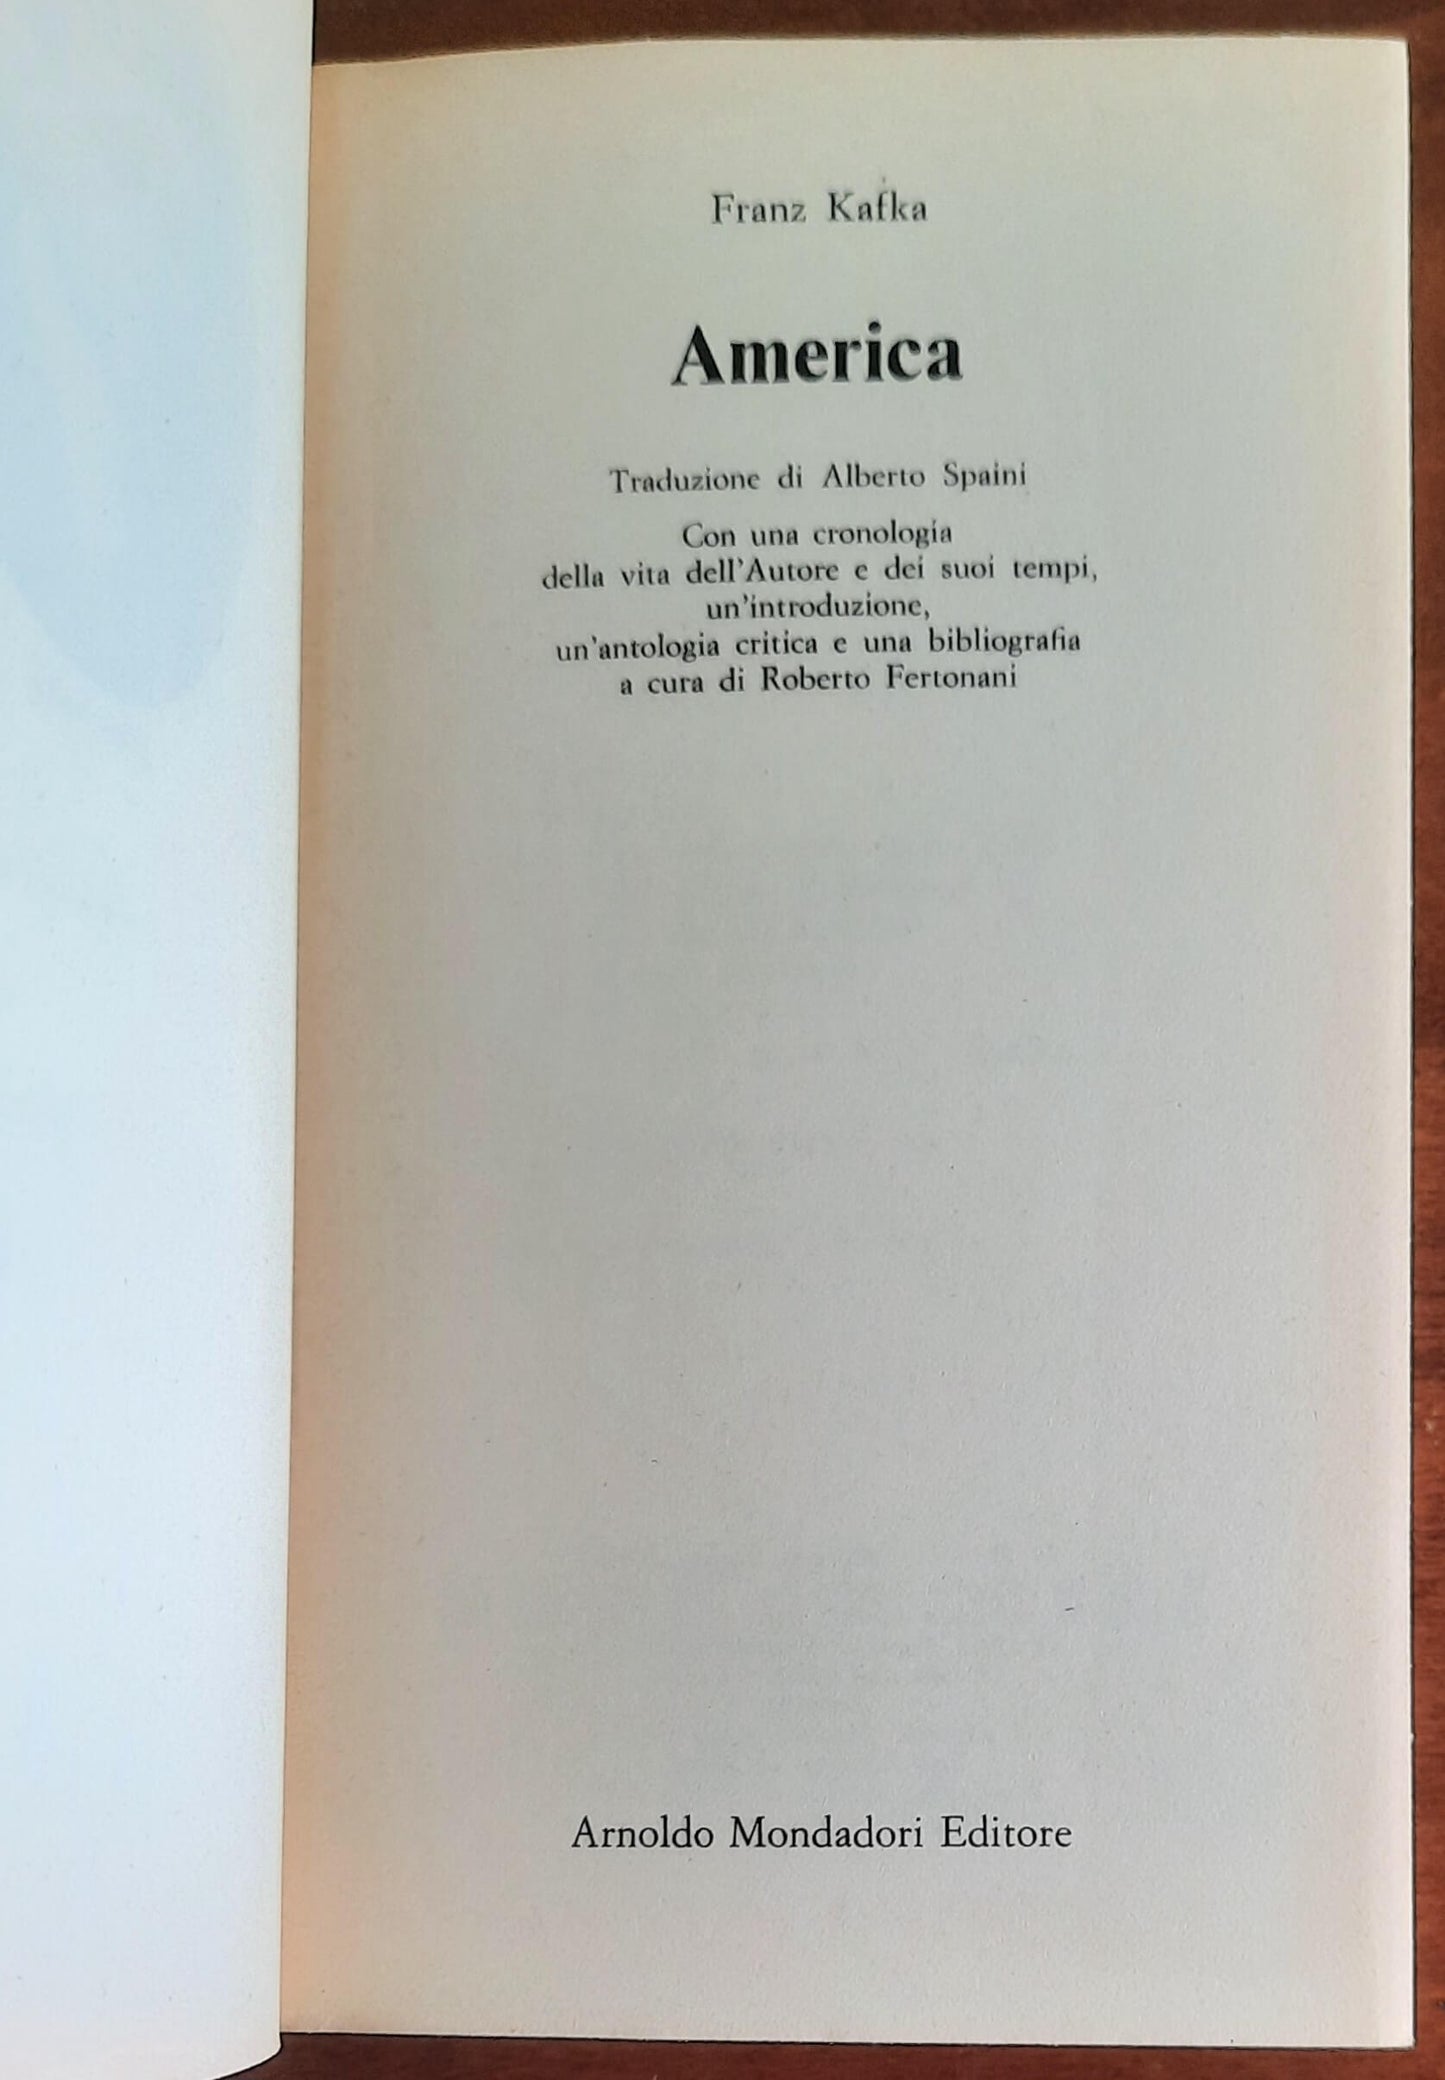 Franz Kafka
America
Traduzione di Alberto Spaini
Con una cronologia
della vita dell'Autore e dei suoi tempi,
un'introduzione,
un'antologia critica e una bibliografia
a cura di Roberto Fertonani
Arnoldo Mondadori Editore